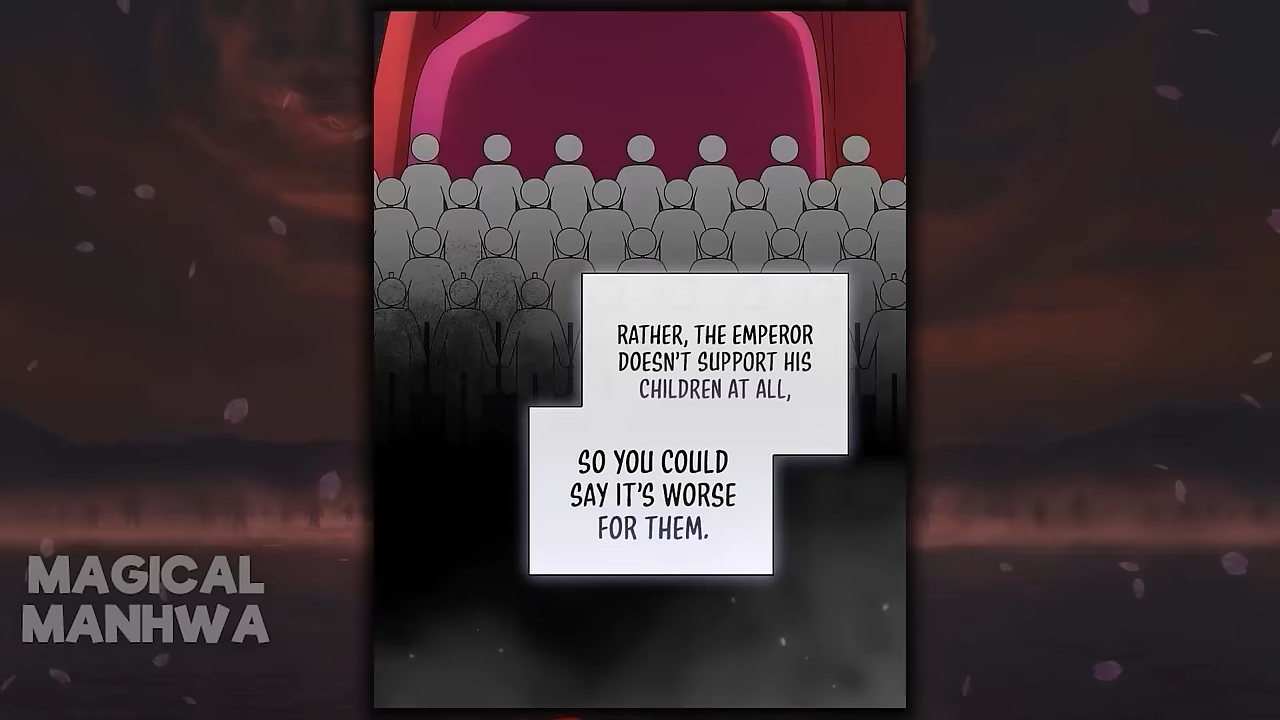 RATHER, THE EMPEROR
DOESN'T SUPPORT HIS
CHILDREN AT ALL,
SO YOU COULD
SAY IT'S WORSE
FOR THEM.
MAGICAL
MANHWA